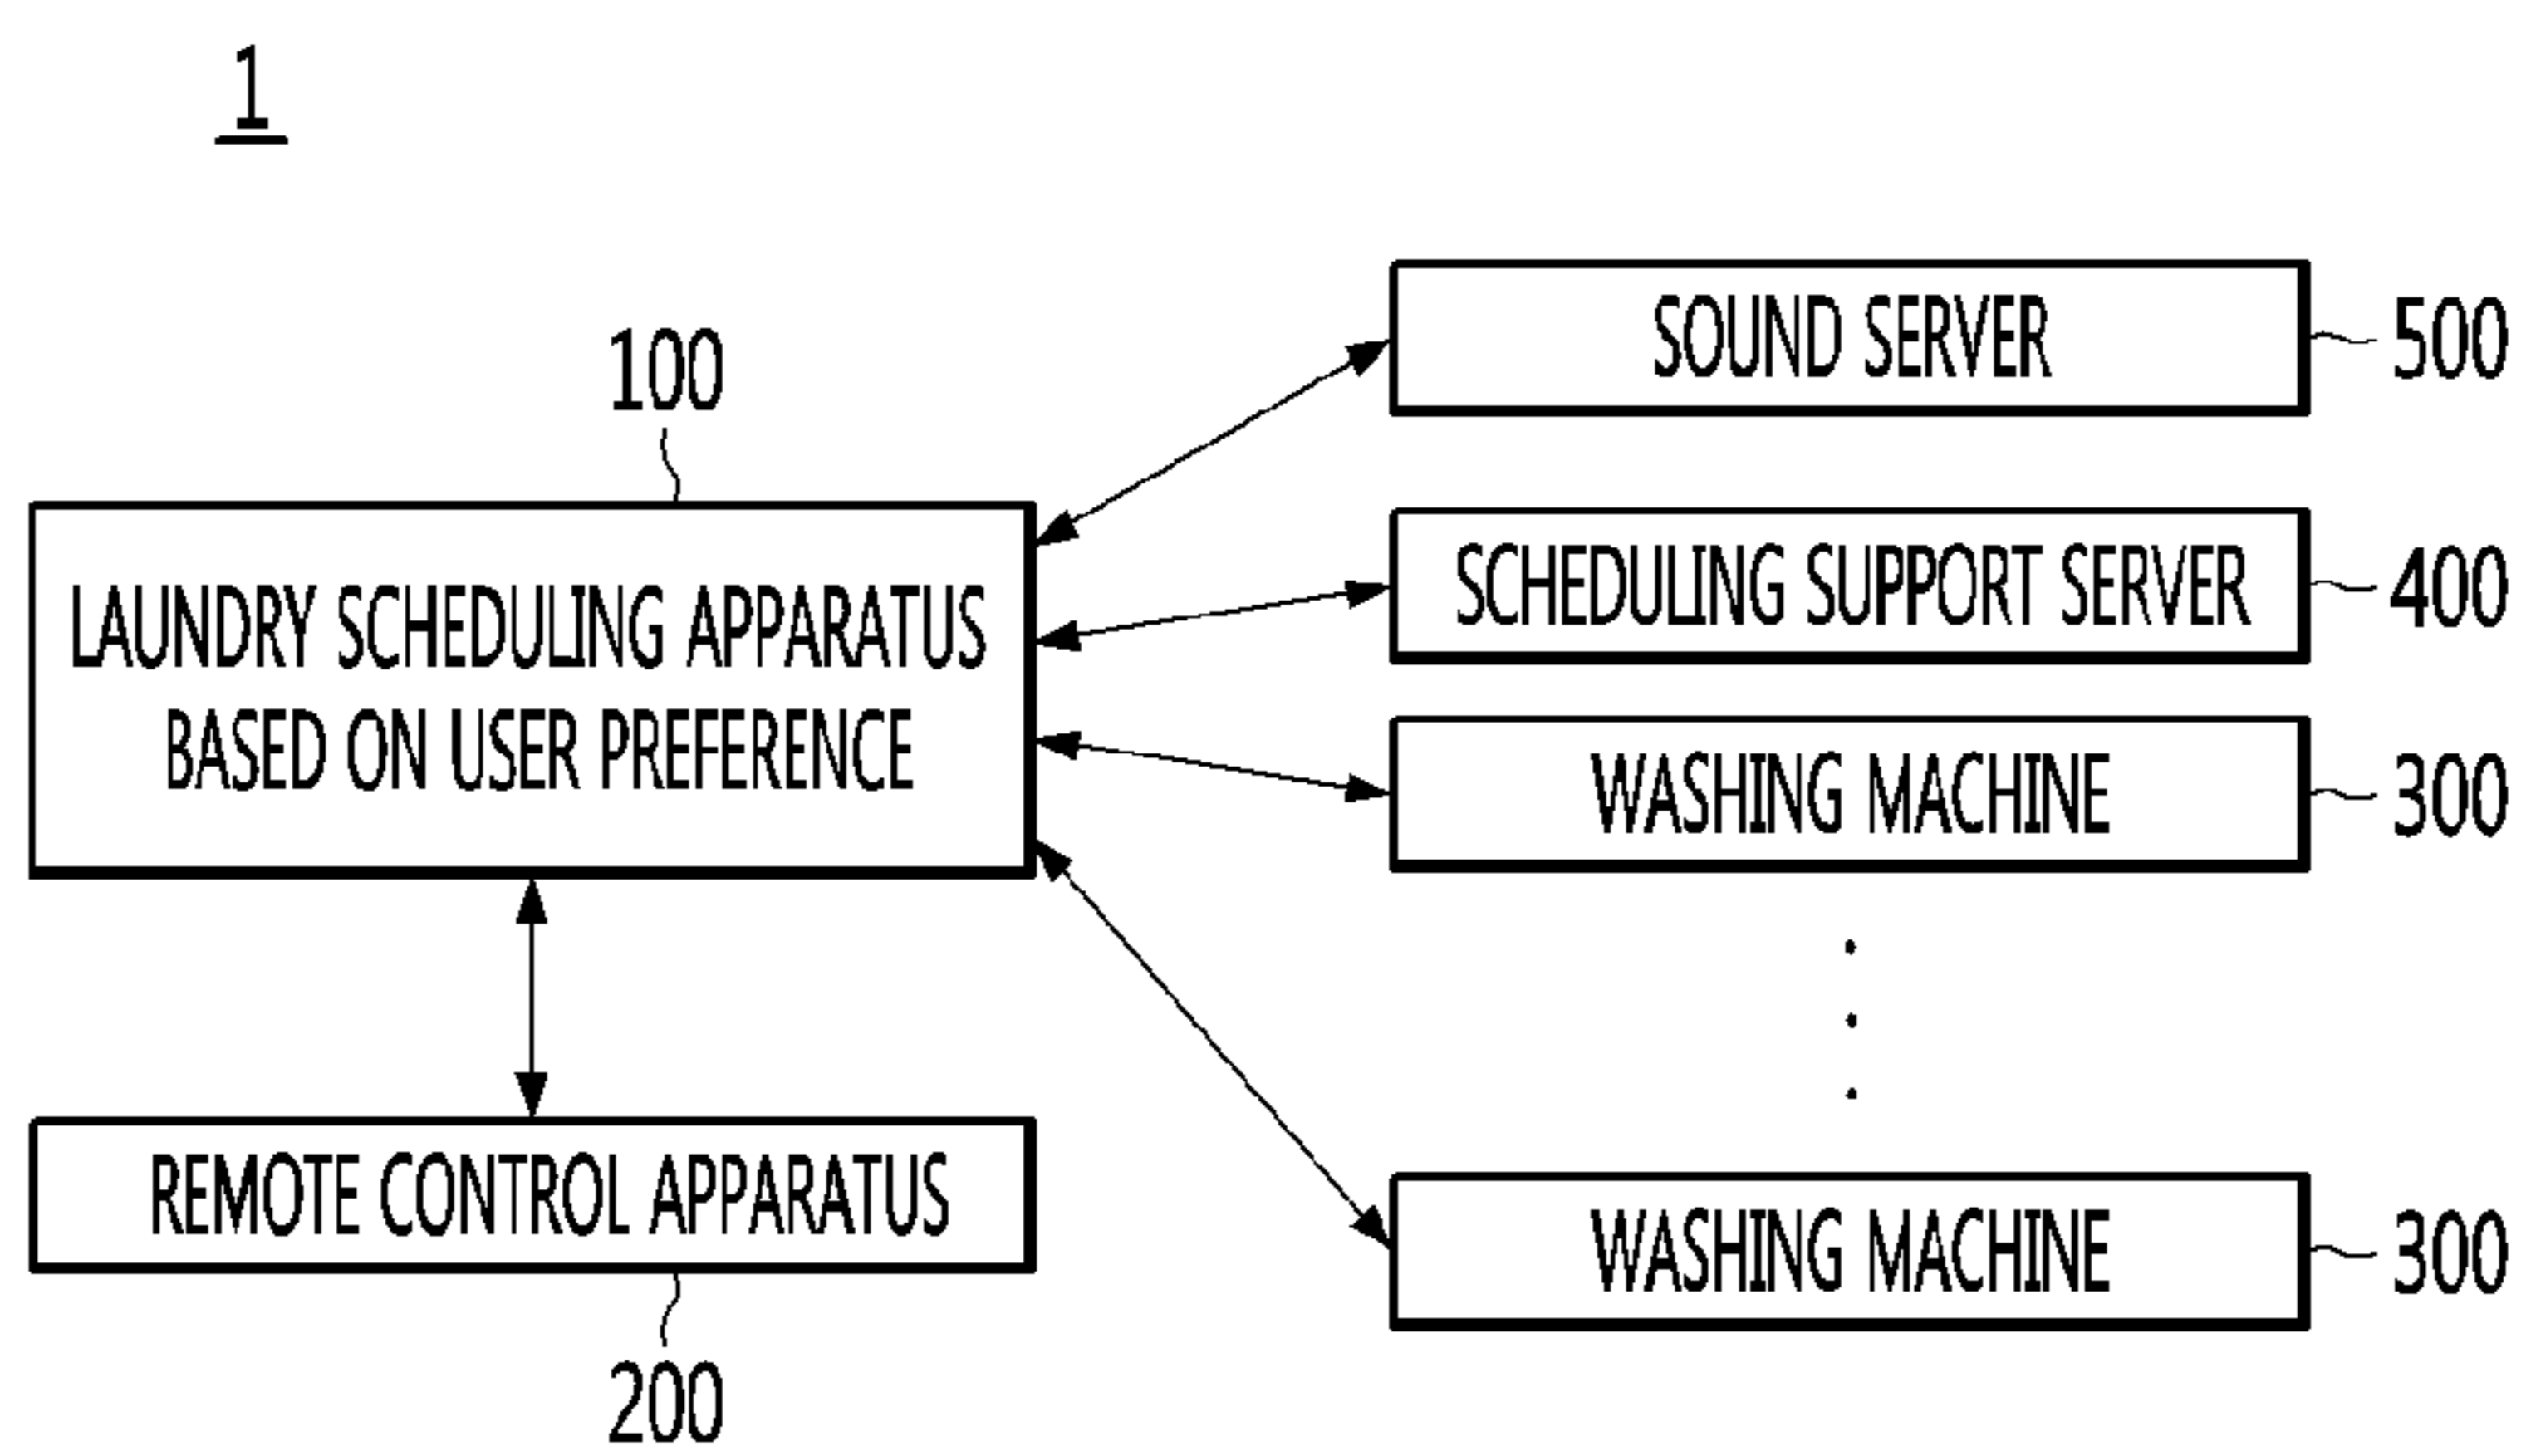 1
100
LAUNDRY SCHEDULING APPARATUS
BASED ON USER PREFERENCE
REMOTE CONTROL APPARATUS
200
SOUND SERVER
500
SCHEDULING SUPPORT SERVER
400
WASHING MACHINE
300
WASHING MACHINE
300